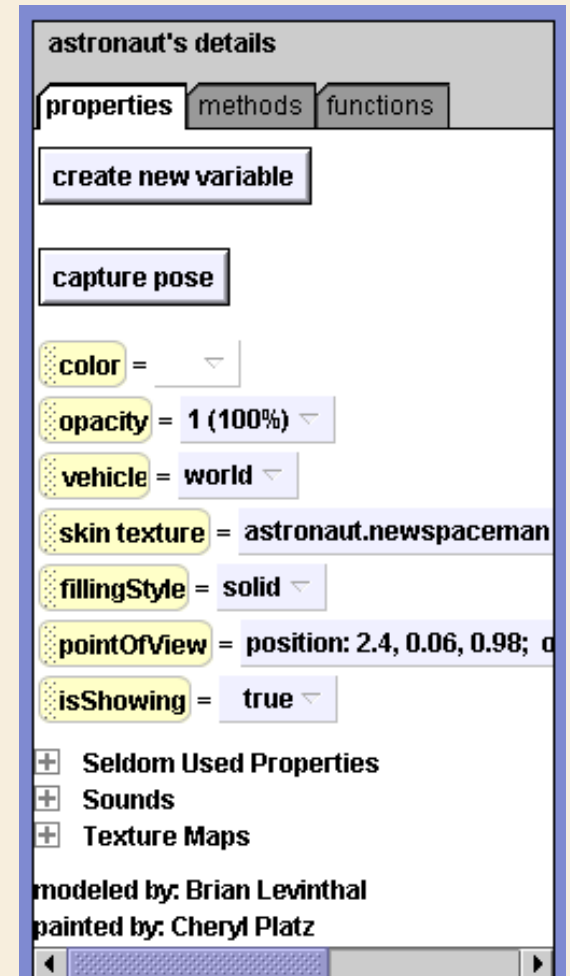 astronaut's details
properties methods functions
create new variable
capture pose
color =
opacity = 1 (100%)
vehicle = world
skin texture = astronaut.newspaceman
fillingStyle = solid
pointOfView = position: 2.4, 0.06, 0.98;
isShowing = true
Seldom Used Properties
Sounds
Texture Maps
modeled by: Brian Levinthal
painted by: Cheryl Platz